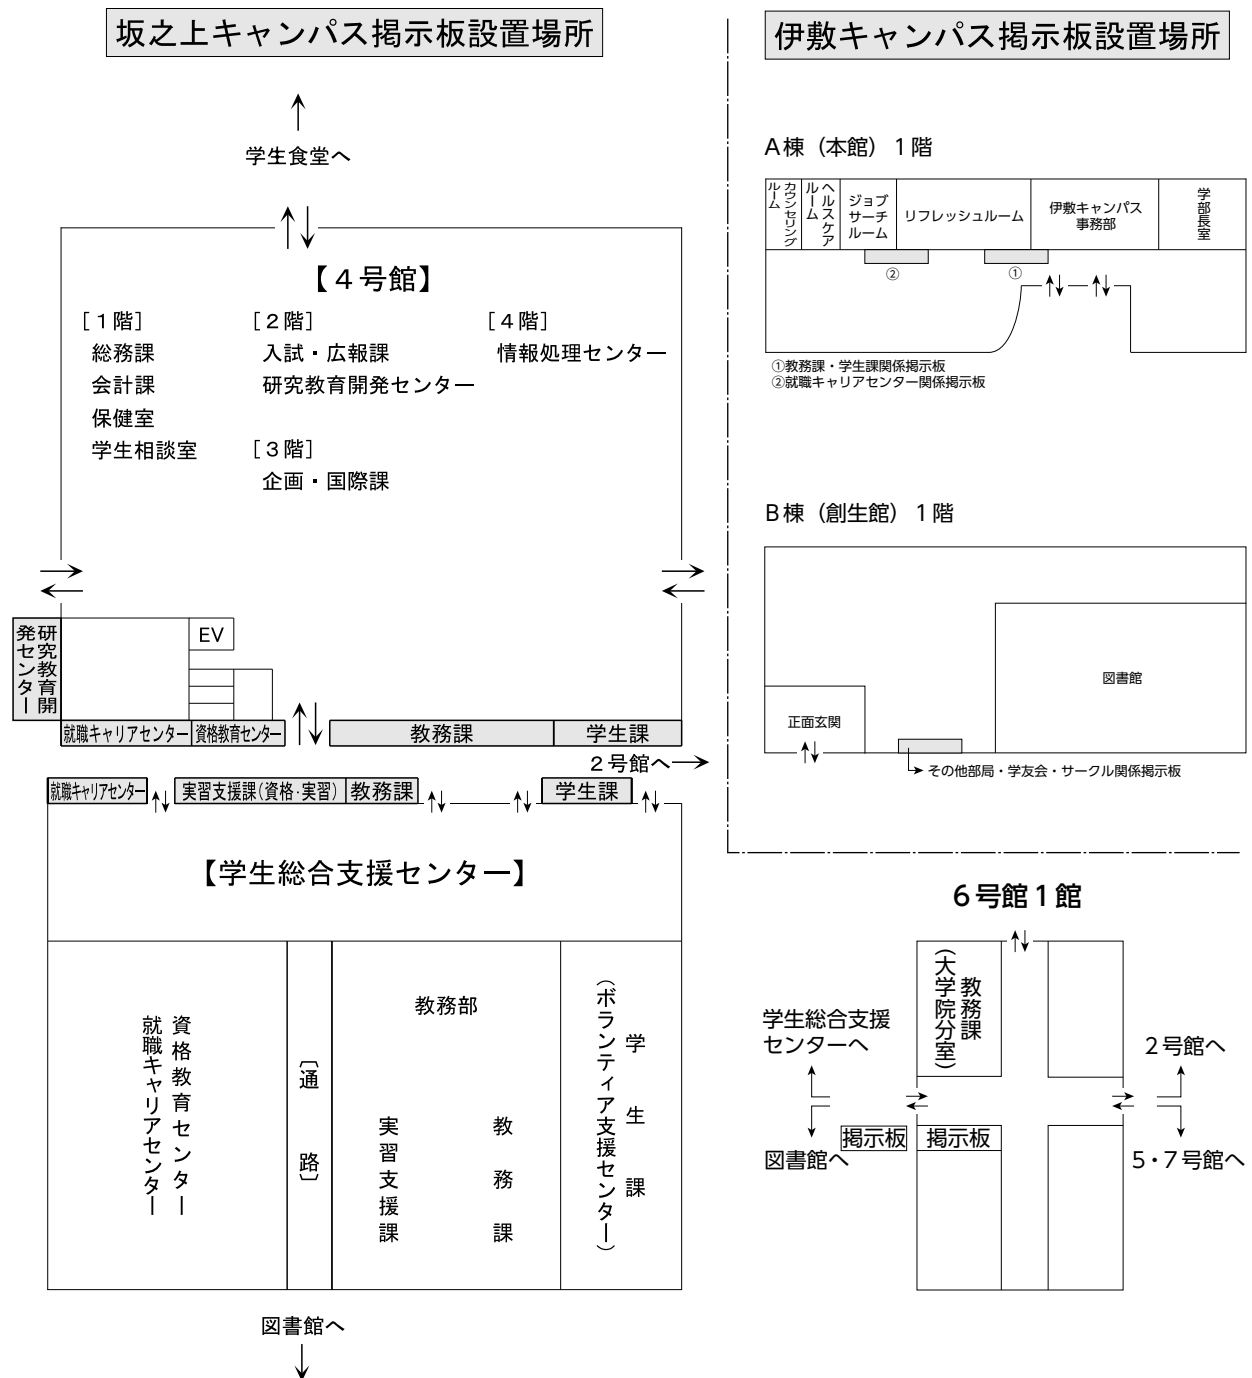 坂之上キャンパス掲示板設置場所
学生食堂へ
【４号館】
［１階］
総務課
会計課
保健室
学生相談室
［２階］
入試・広報課
研究教育開発センター
［３階］
企画・国際課
［４階］
情報処理センター
研究教育開
発センター
EV
就職キャリアセンター
資格教育センター
教務課
学生課
２号館へ
就職キャリアセンター
実習支援課(資格・実習)
教務課
学生課
【学生総合支援センター】
資格教育センター
就職キャリアセンター
〔通路〕
教務部
実習支援課
教務課
学生課
（ボランティア支援センター）
図書館へ
伊敷キャンパス掲示板設置場所
A棟（本館）１階
カウンセリング
ルーム
ヘルスケア
ルーム
ジョブ
サーチ
ルーム
リフレッシュルーム
伊敷キャンパス
事務部
学部長室
②
①
①教務課・学生課関係掲示板
②就職キャリアセンター関係掲示板
B棟（創生館）１階
図書館
正面玄関
その他部局・学友会・サークル関係掲示板
６号館１館
教務課
（大学院分室）
学生総合支援
センターへ
２号館へ
掲示板
掲示板
図書館へ
５・７号館へ